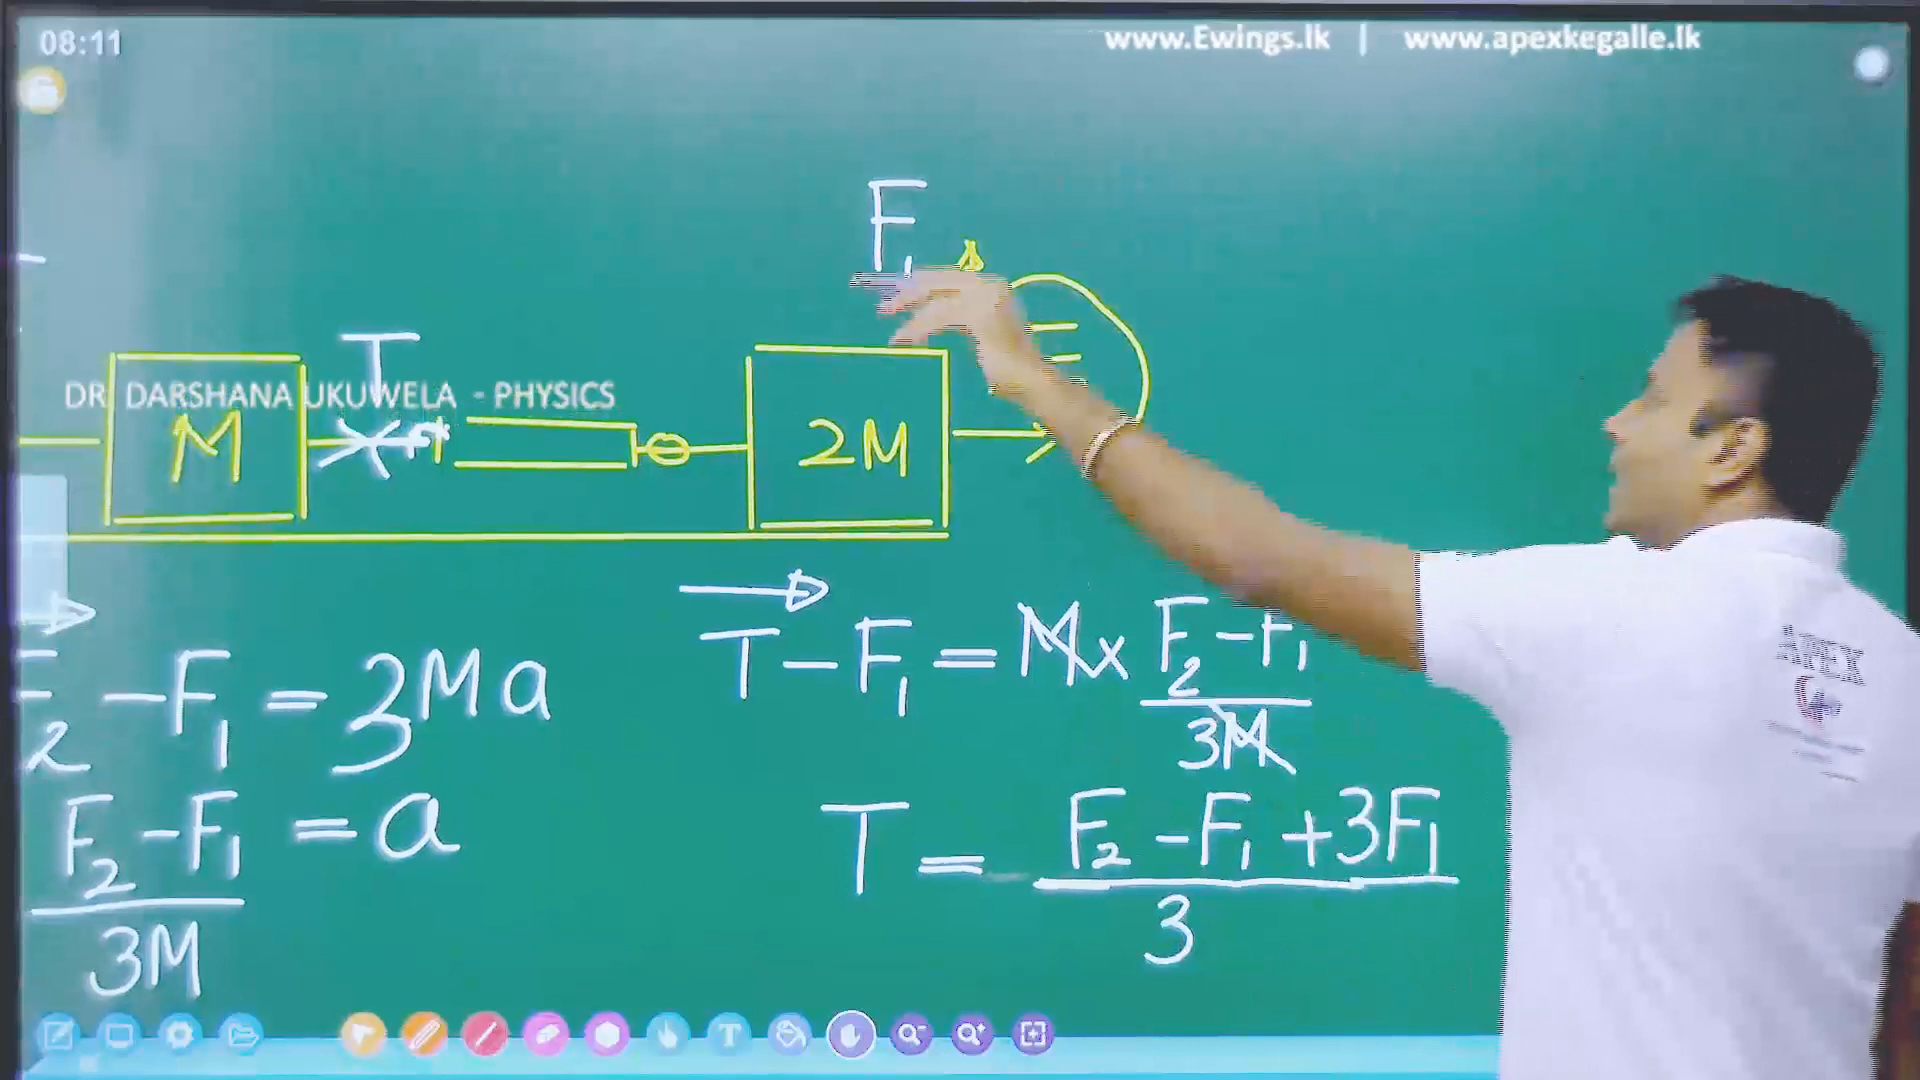 08:11
www.Ewings.lk | www.apexkegalle.lk
F₁
T
DR DARSHANA UKUWELA - PHYSICS
M
2M
F₂ - F₁ = 3Ma
T - F₁ = M x F₂ - F₁
3M
F₂ - F₁ = a
3M
T = F₂ - F₁ + 3F₁
3
APEX